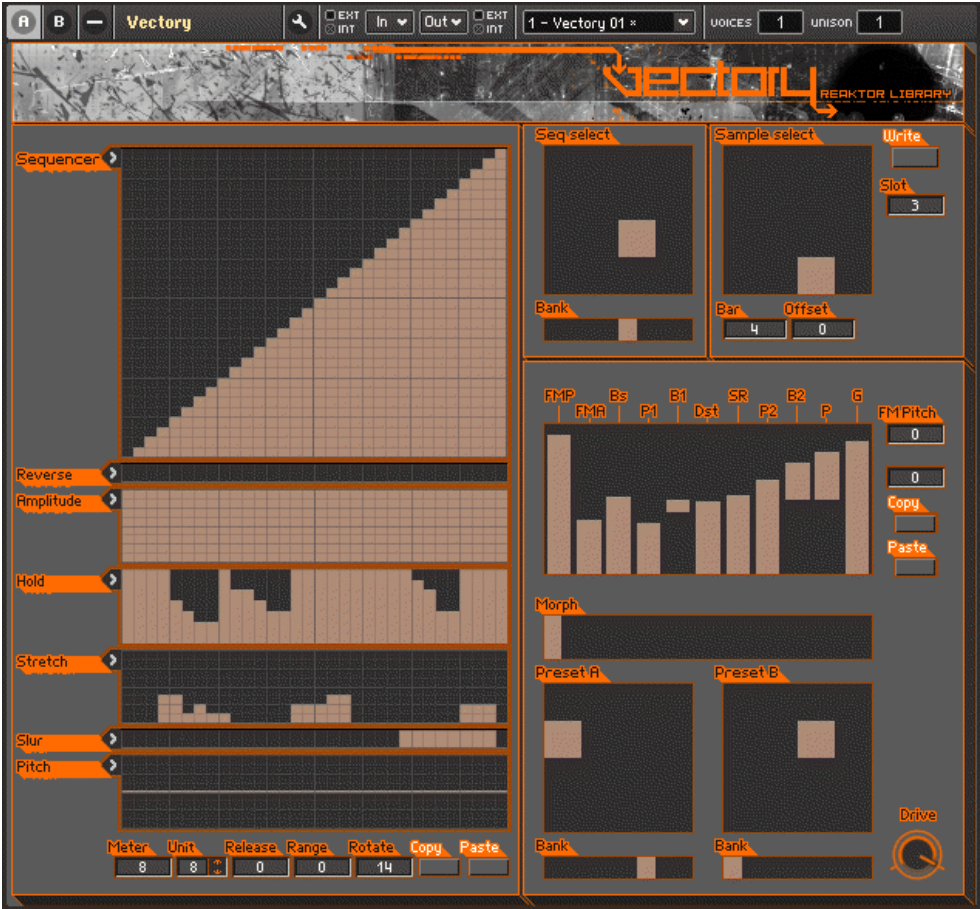 A B Vectory EXT INT In Out EXT INT 1 - Vectory 01 × VOICES 1 UNISON 1
Vectory
REAKTOR LIBRARY
Sequencer
Reverse
Amplitude
Hold
Stretch
Slur
Pitch
Meter Unit Release Range Rotate Copy Paste
8 8 0 0 14
Seq select
Bank
Sample select
Write
Slot
3
Bar Offset
4 0
FMP Bs B1 SR B2 G
FMA P1 Dst P2 P
FM Pitch
0
0
Copy
Paste
Morph
Preset A Preset B
Drive
Bank Bank